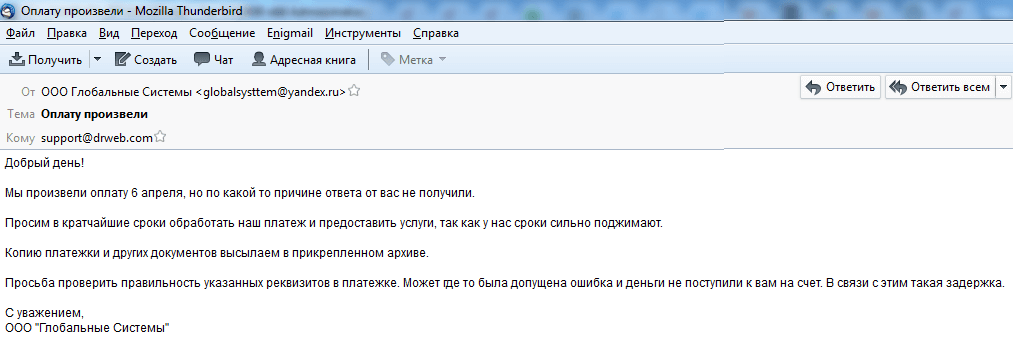 Оплату произвели - Mozilla Thunderbird
Файл Правка Вид Переход Сообщение Enigmail Инструменты Справка
Получить Создать Чат Адресная книга Метка
От ООО Глобальные Системы <globalsysttem@yandex.ru> Ответить Ответить всем
Тема Оплату произвели
Кому support@drweb.com
Добрый день!
Мы произвели оплату 6 апреля, но по какой то причине ответа от вас не получили.
Просим в кратчайшие сроки обработать наш платеж и предоставить услуги, так как у нас сроки сильно поджимают.
Копию платежки и других документов высылаем в прикрепленном архиве.
Просьба проверить правильность указанных реквизитов в платежке. Может где то была допущена ошибка и деньги не поступили к вам на счет. В связи с этим такая задержка.
С уважением,
ООО "Глобальные Системы"